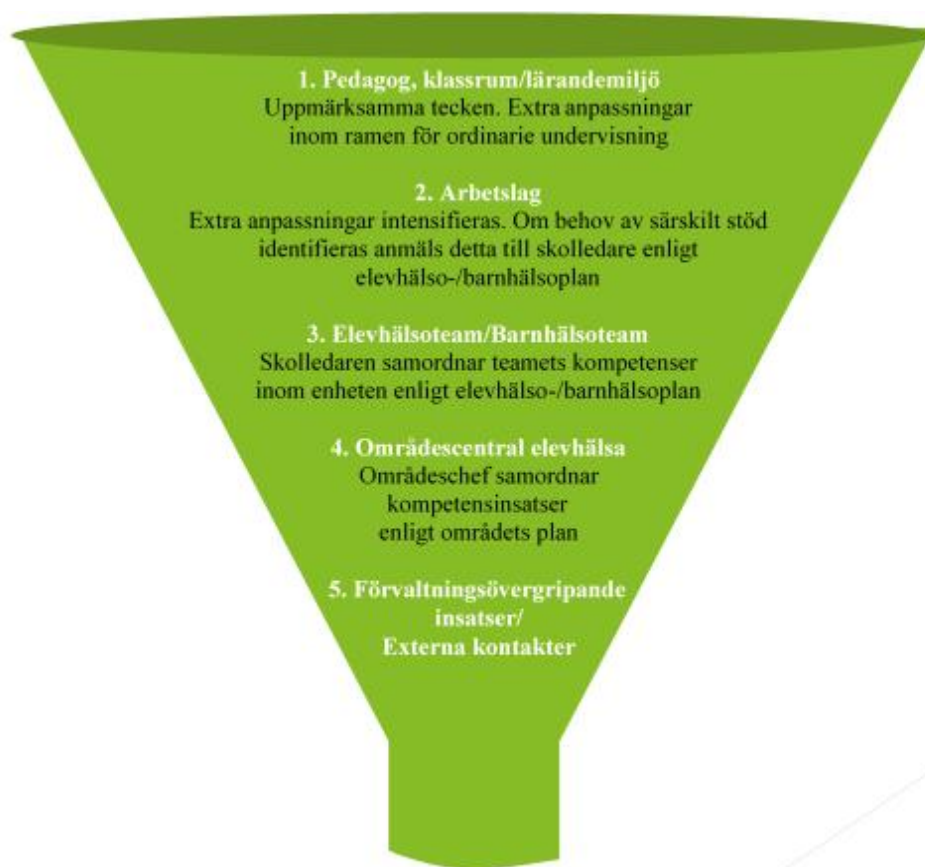 1. Pedagog, klassrum/lärandemiljö
Uppmärksamma tecken. Extra anpassningar
inom ramen för ordinarie undervisning
2. Arbetslag
Extra anpassningar intensifieras. Om behov av särskilt stöd
identifieras anmäls detta till skolledare enligt
elevhälso-/barnhälsoplan
3. Elevhälsoteam/Barnhälsoteam
Skolledaren samordnar teamets kompetenser
inom enheten enligt elevhälso-/barnhälsoplan
4. Områdescentral elevhälsa
Områdeschef samordnar
kompetensinsatser
enligt områdets plan
5. Förvaltningsövergripande
insatser/
Externa kontakter